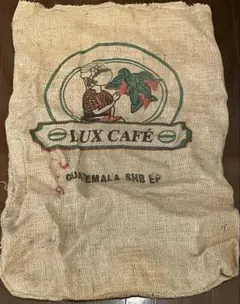 LUX CAFÉ
GUATEMALA SHB EP